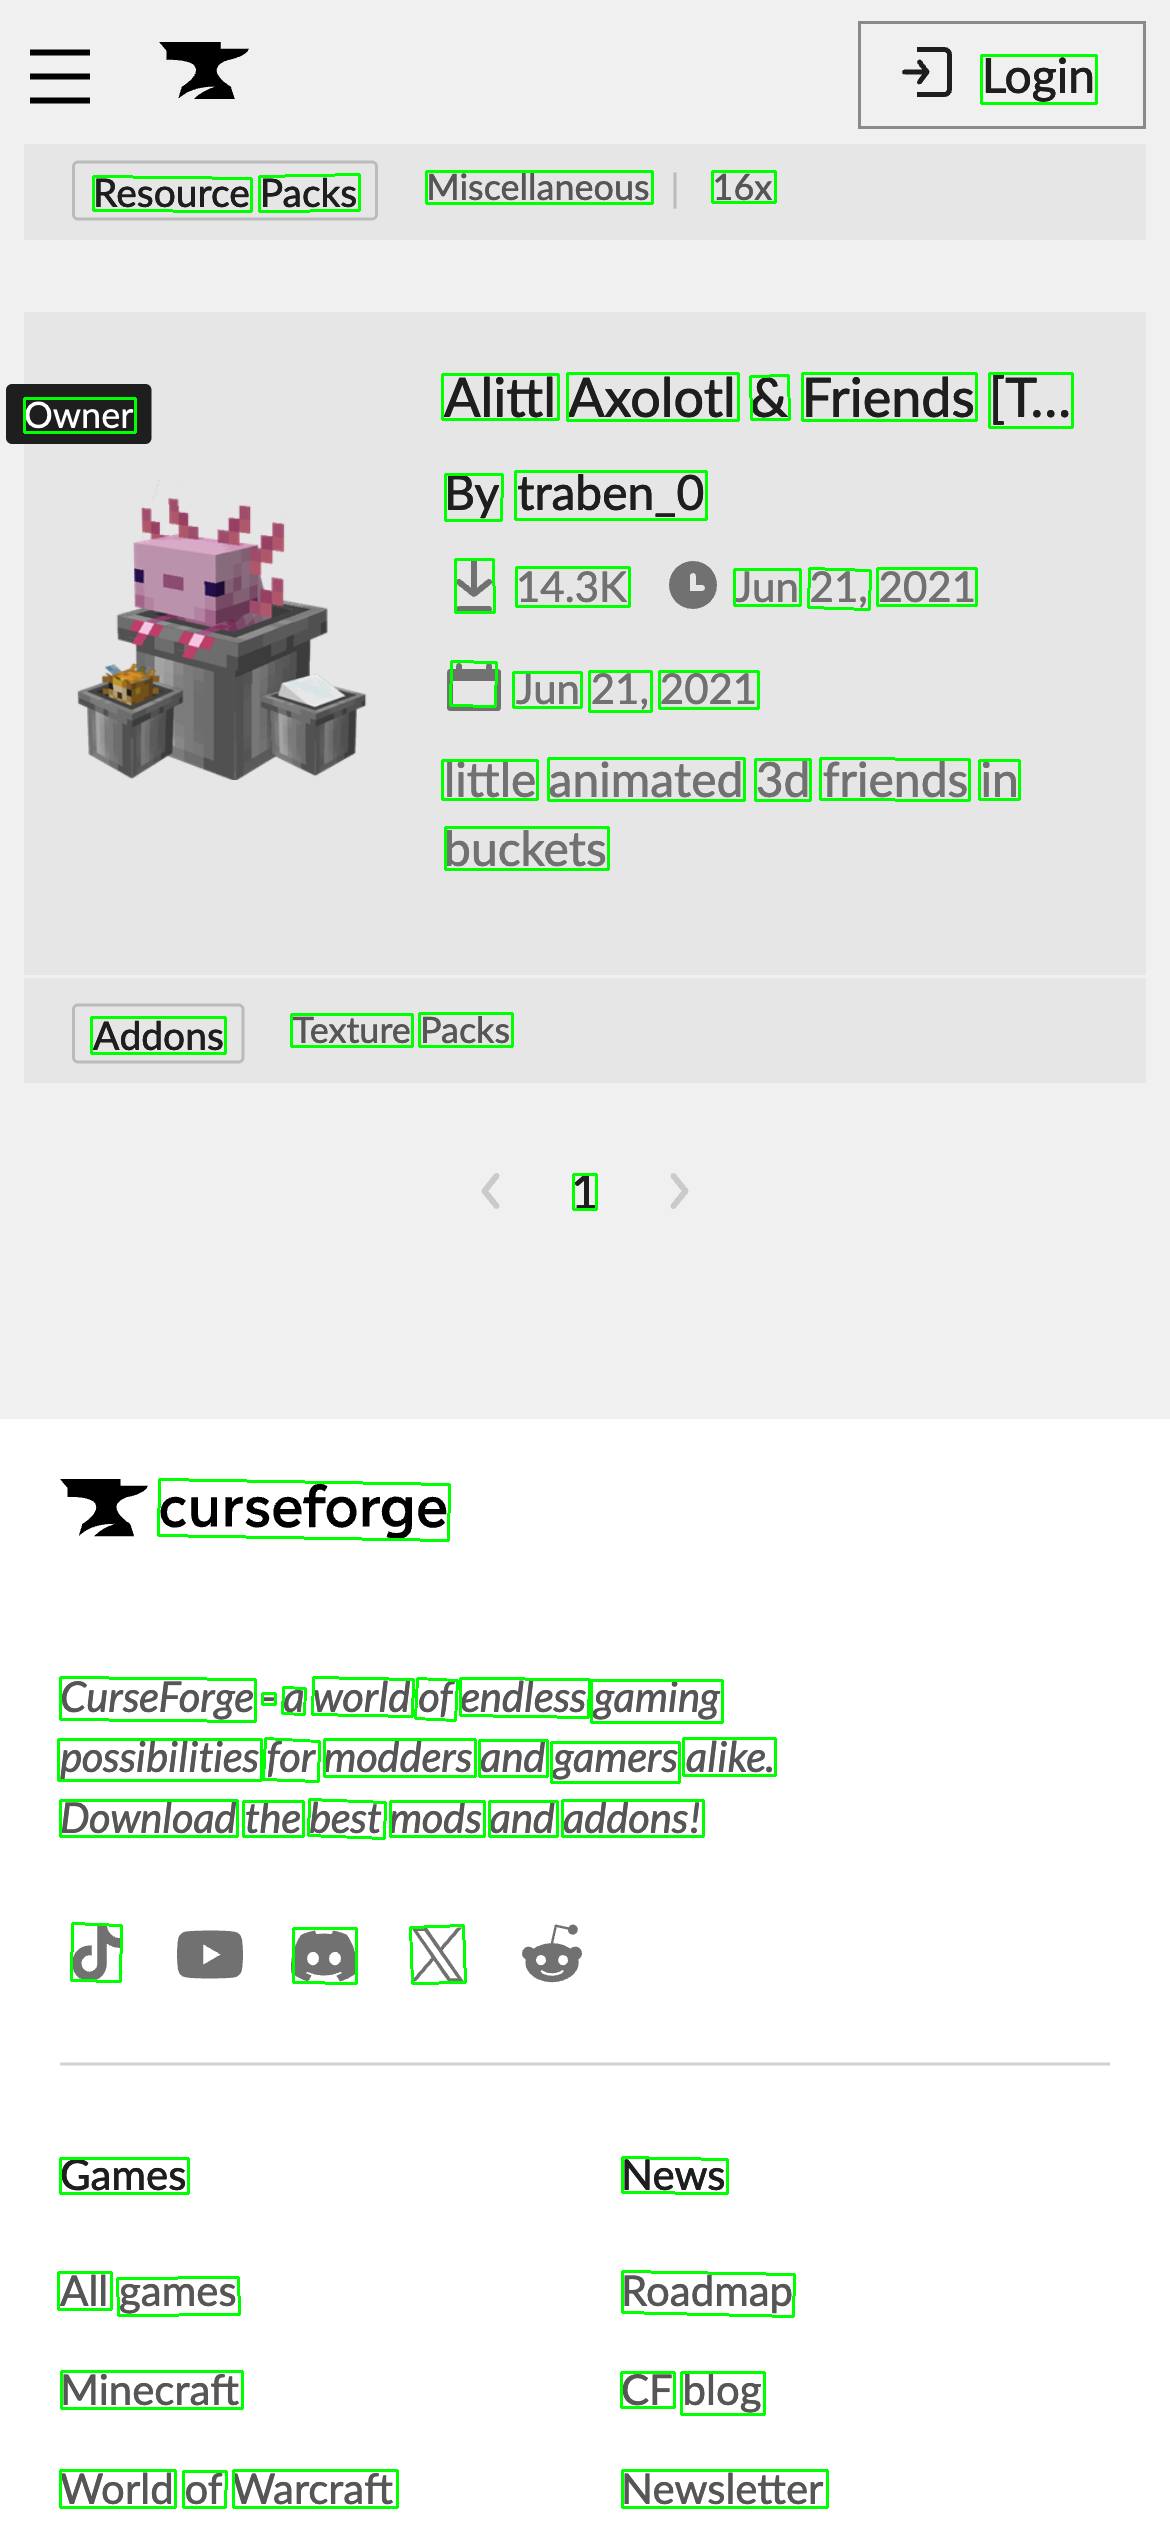 Login
Resource Packs Miscellaneous | 16x
Owner
Alittl Axolotl & Friends [T...
By traben_0
14.3K Jun 21, 2021
Jun 21, 2021
little animated 3d friends in
buckets
Addons Texture Packs
1
curseforge
CurseForge - a world of endless gaming
possibilities for modders and gamers alike.
Download the best mods and addons!
Games News
All games Roadmap
Minecraft CF blog
World of Warcraft Newsletter